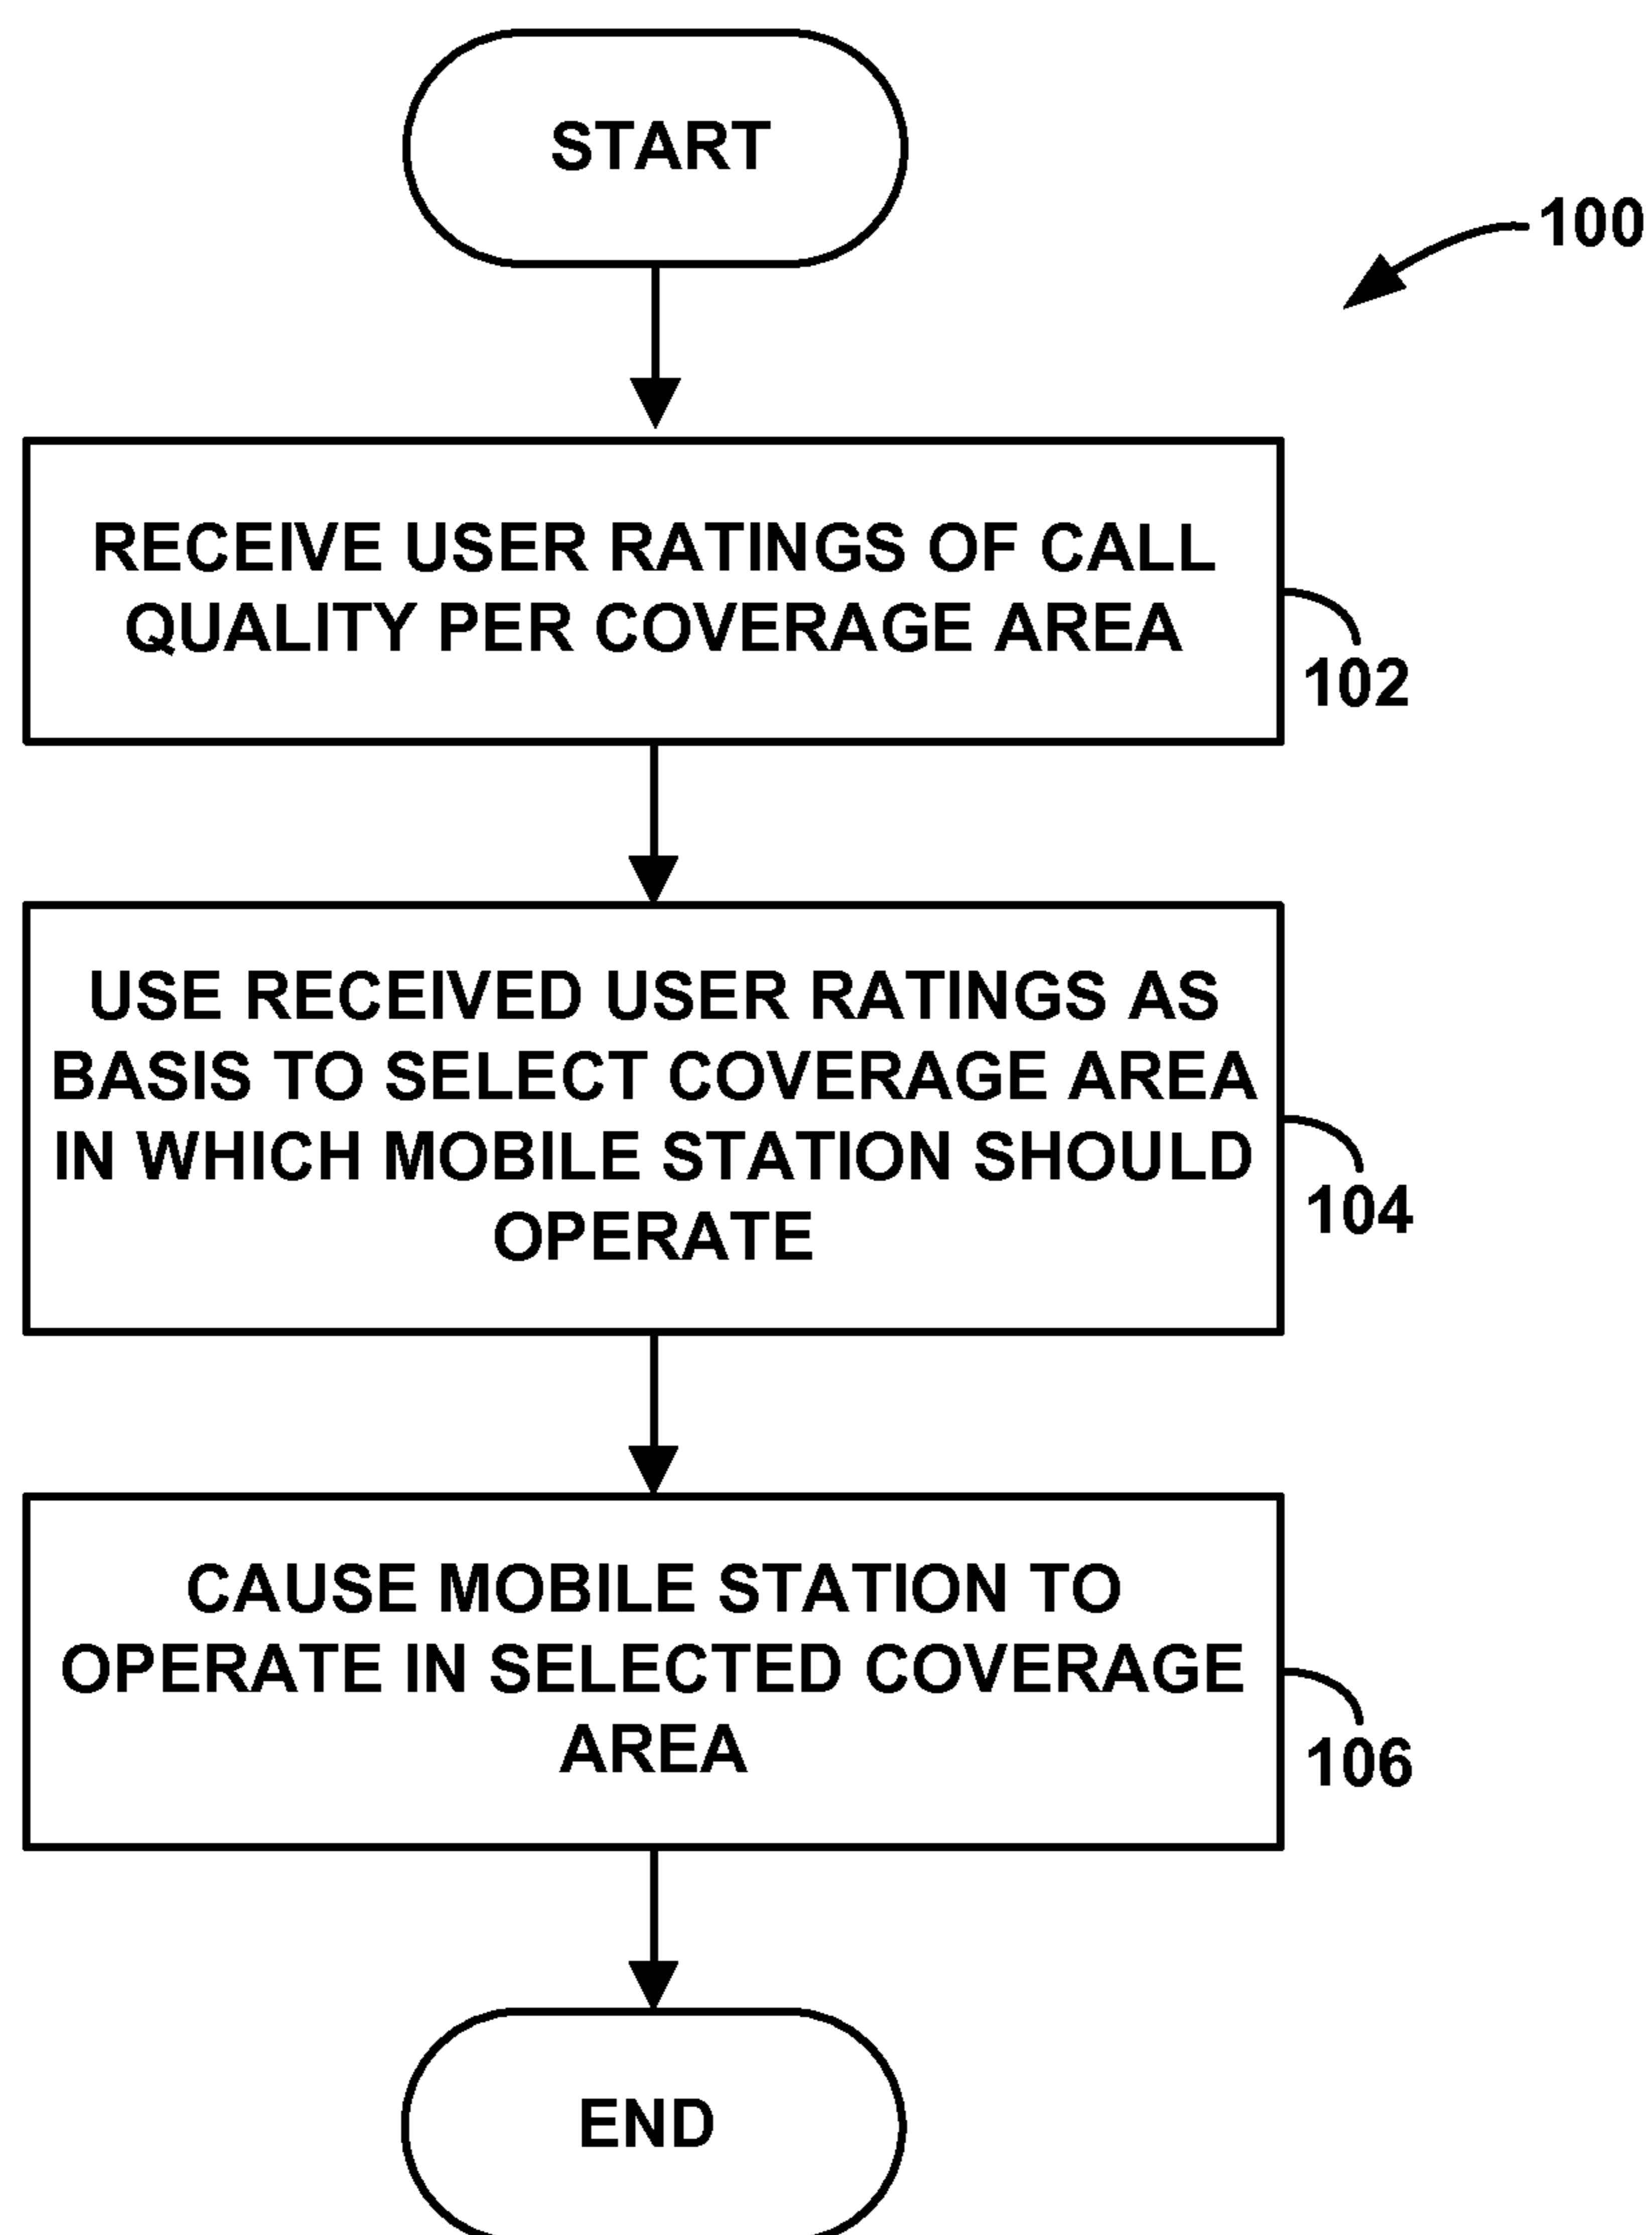 START
100
RECEIVE USER RATINGS OF CALL
QUALITY PER COVERAGE AREA
102
USE RECEIVED USER RATINGS AS
BASIS TO SELECT COVERAGE AREA
IN WHICH MOBILE STATION SHOULD
OPERATE
104
CAUSE MOBILE STATION TO
OPERATE IN SELECTED COVERAGE
AREA
106
END